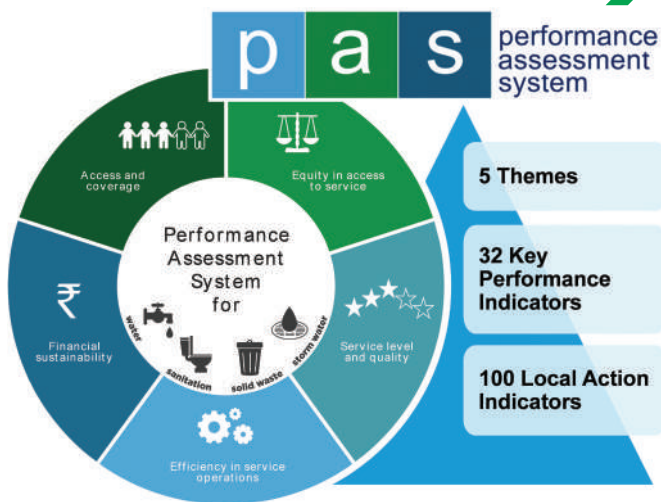 p a s
performance
assessment
system
Access and
coverage
Equity in access
to service
5 Themes
Performance
Assessment
System
for
water
sanitation
solid waste
storm water
₹
Financial
sustainability
Service level
and quality
32 Key
Performance
Indicators
100 Local Action
Indicators
Efficiency in service
operations